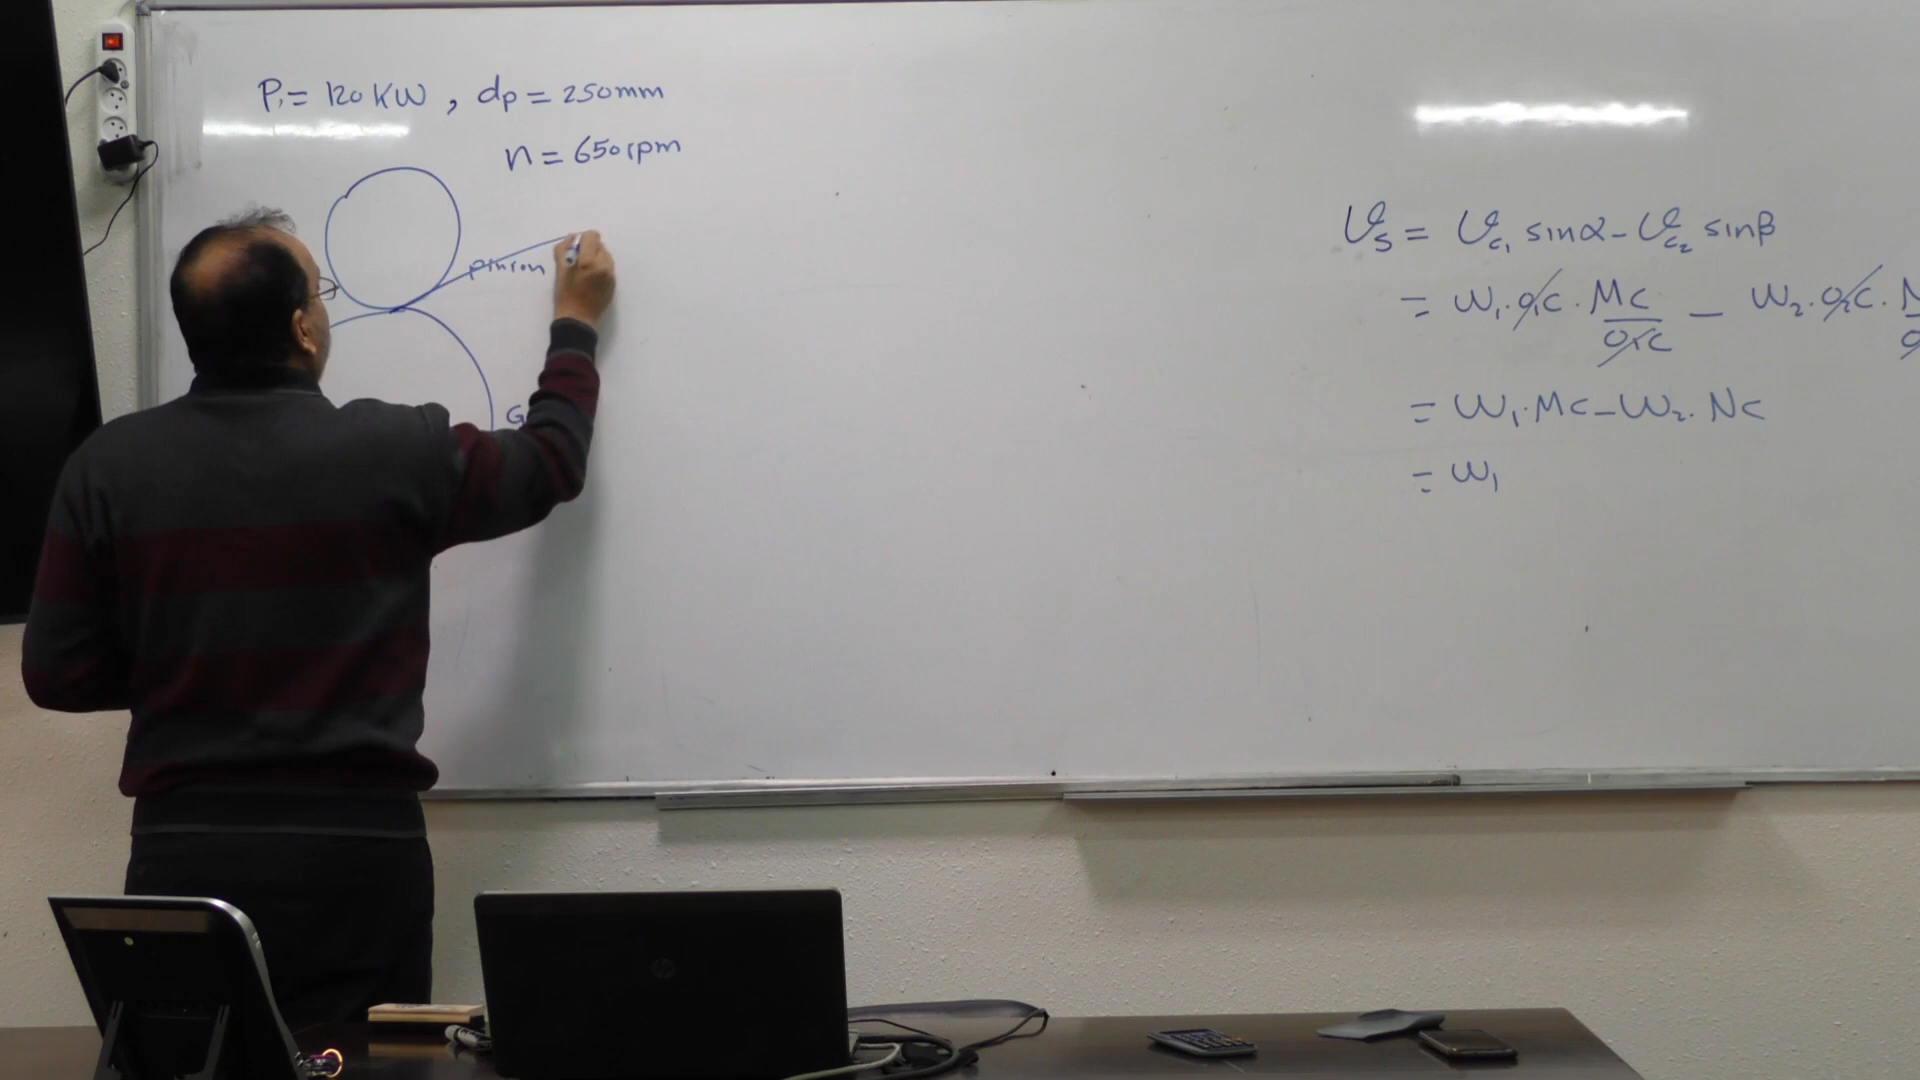 P₁ = 120 KW , dp = 250mm
n = 650 rpm
pinion
G
𝒱s = 𝒱c₁ sinα - 𝒱c₂ sinβ
= ω₁. O₁C . MC/O₁C - ω₂. O₂C .
= ω₁. MC - ω₂. NC
= ω₁
hp